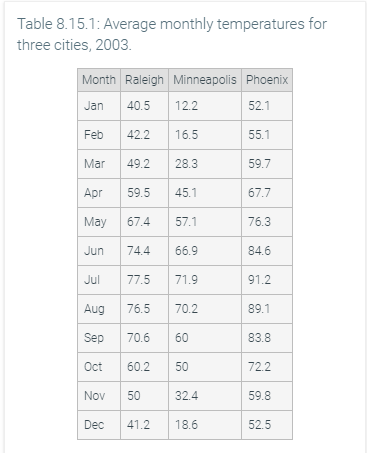 Table 8.15.1: Average monthly temperatures for
three cities, 2003.
Month Raleigh Minneapolis Phoenix
Jan 40.5 12.2 52.1
Feb 42.2 16.5 55.1
Mar 49.2 28.3 59.7
Apr 59.5 45.1 67.7
May 67.4 57.1 76.3
Jun 74.4 66.9 84.6
Jul 77.5 71.9 91.2
Aug 76.5 70.2 89.1
Sep 70.6 60 83.8
Oct 60.2 50 72.2
Nov 50 32.4 59.8
Dec 41.2 18.6 52.5